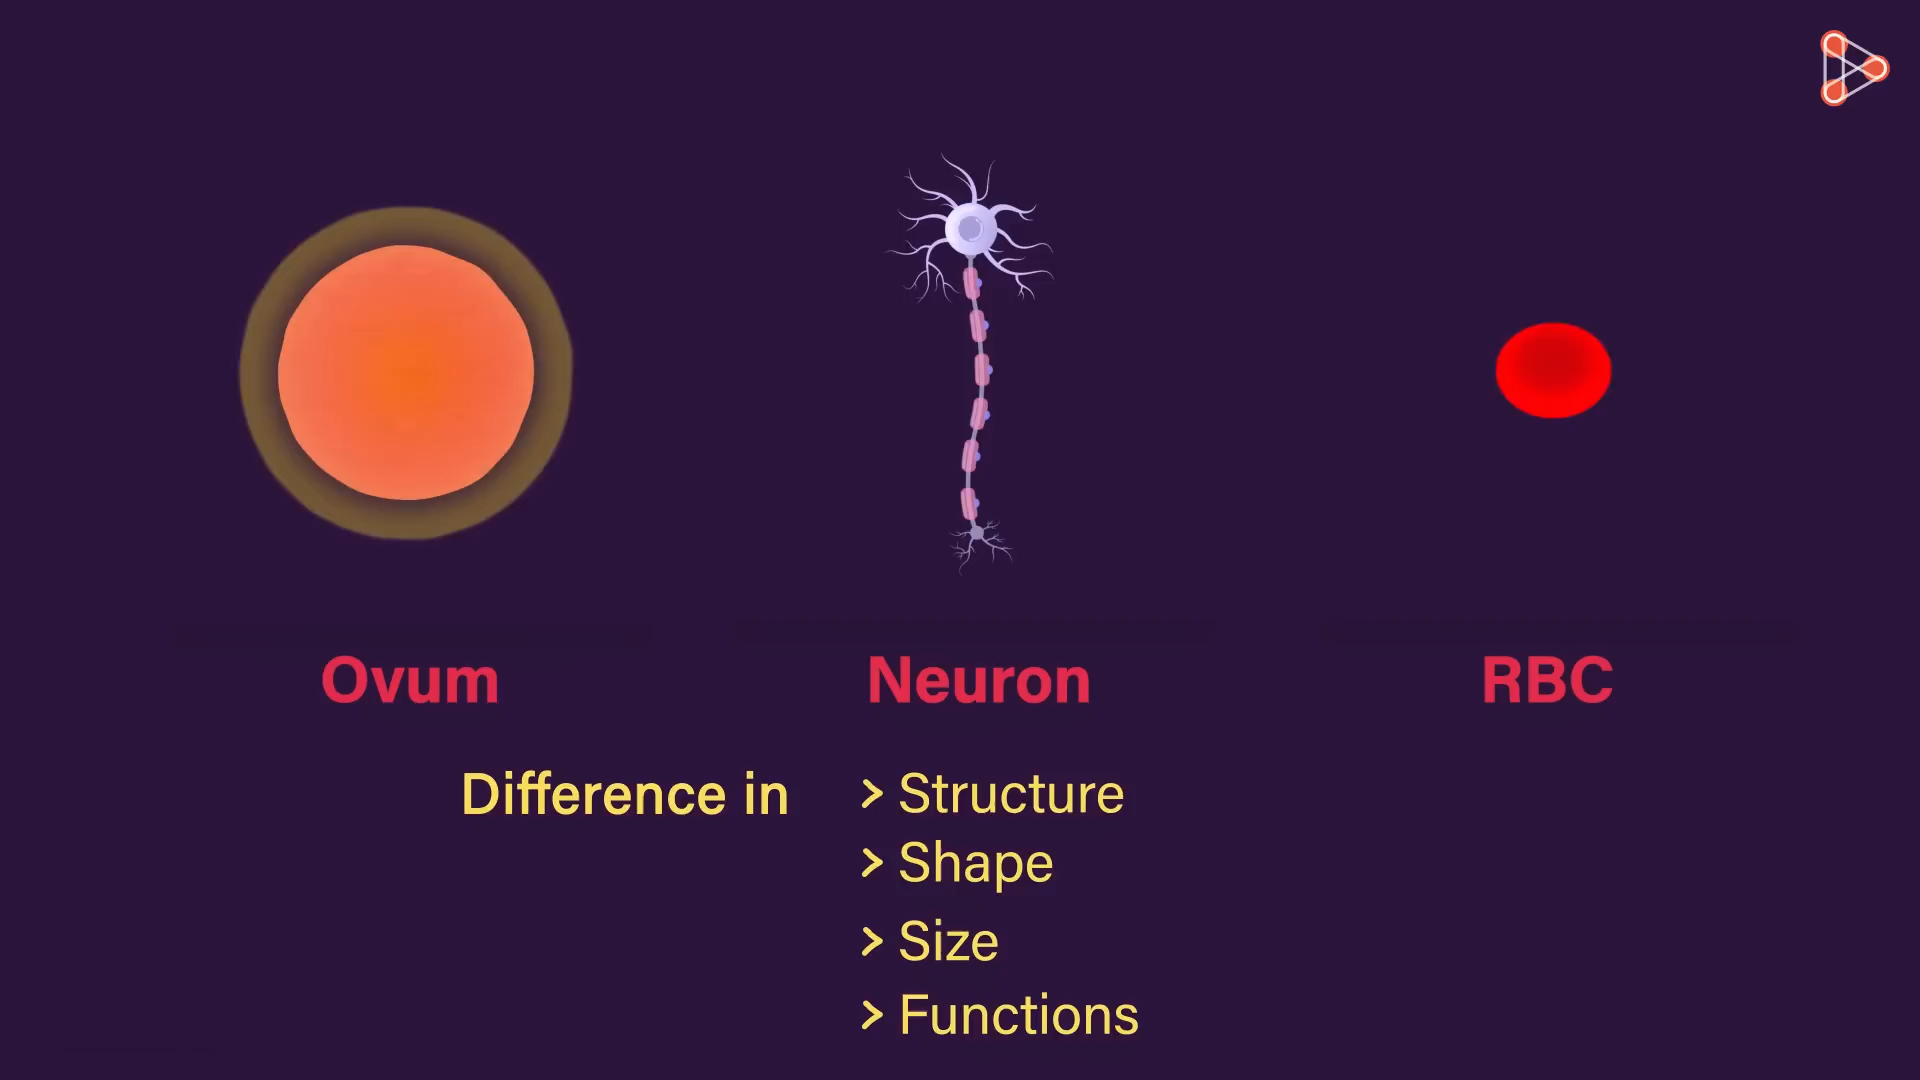 Ovum
Neuron
RBC
Difference in
> Structure
> Shape
> Size
> Functions